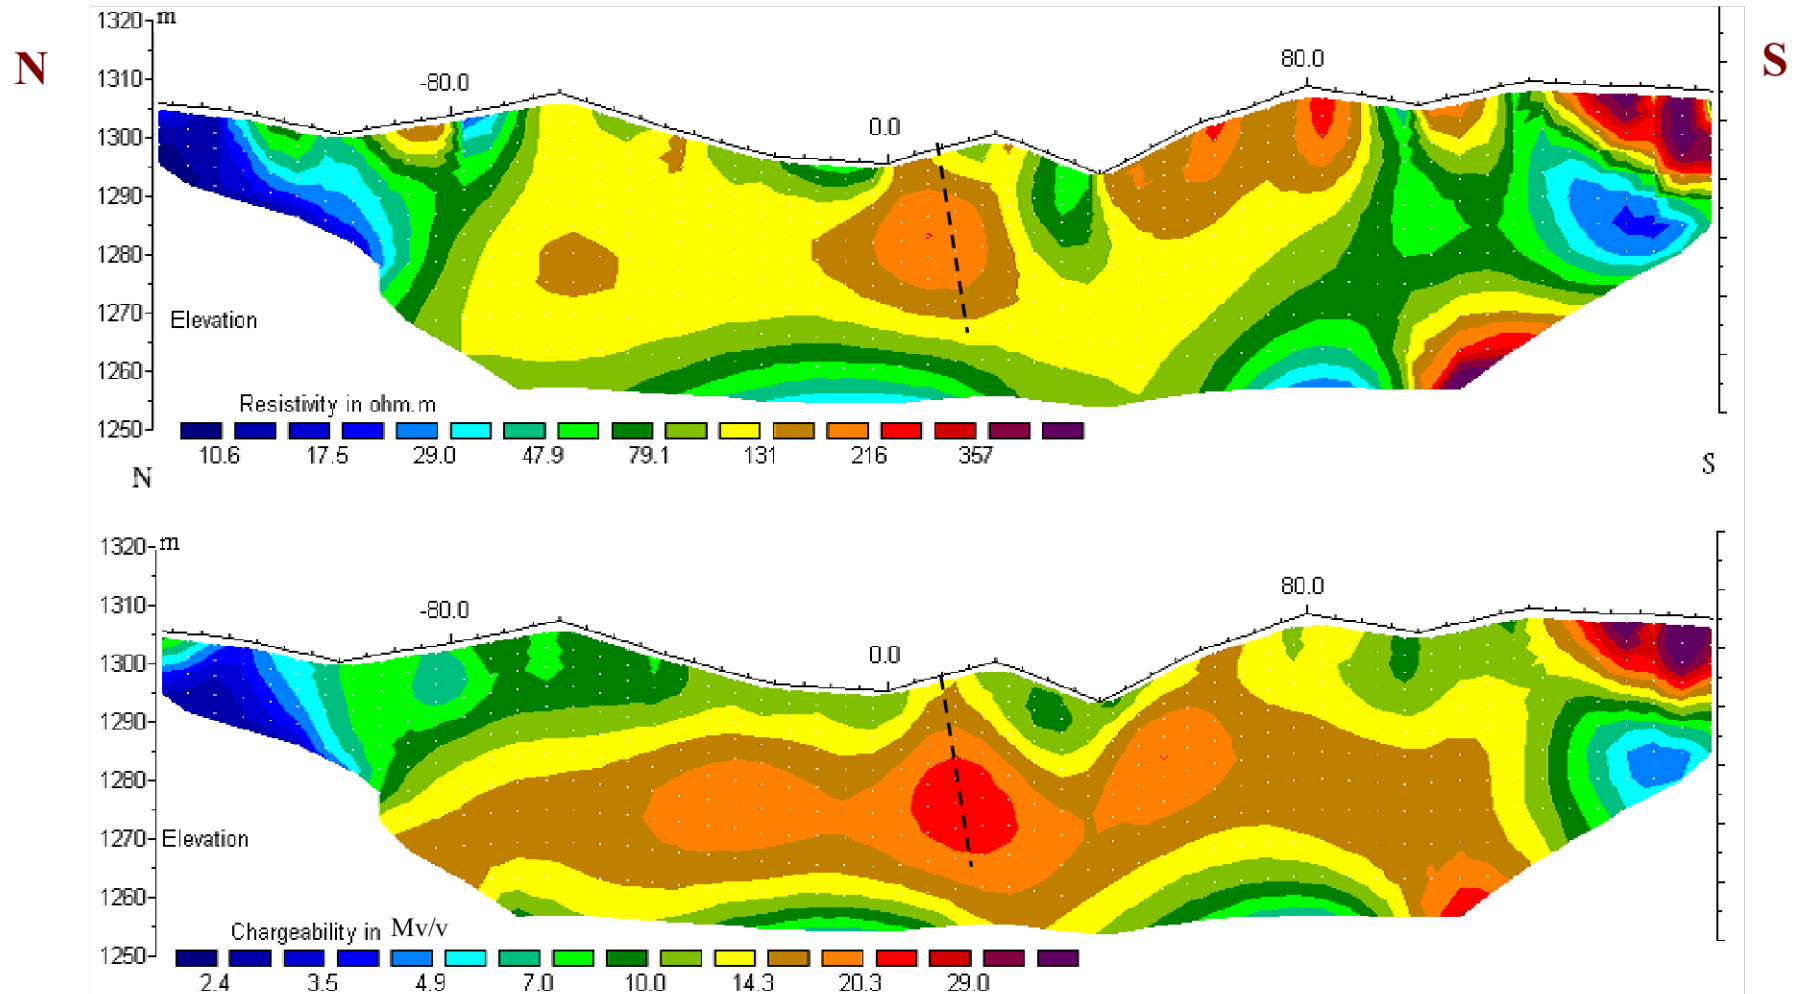 1320 m
N
S
1310
-80.0
80.0
1300
0.0
1290
1280
1270
Elevation
1260
Resistivity in ohm.m
1250
10.6 17.5 29.0 47.9 79.1 131 216 357
N
S
1320 m
1310
-80.0
80.0
1300
0.0
1290
1280
1270
Elevation
1260
Chargeability in Mv/v
1250
2.4 3.5 4.9 7.0 10.0 14.3 20.3 29.0